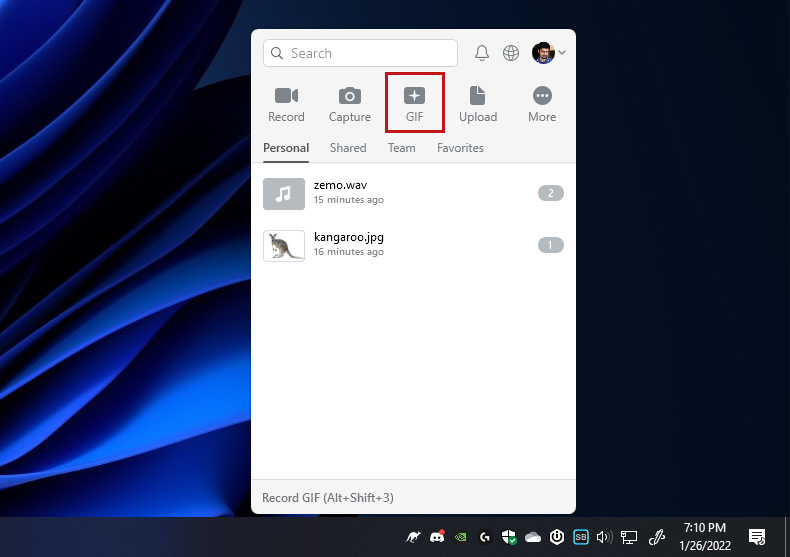 Search
Record
Capture
GIF
Upload
More
Personal
Shared
Team
Favorites
zemo.wav
15 minutes ago
2
kangaroo.jpg
16 minutes ago
1
Record GIF (Alt+Shift+3)
SB
7:10 PM
1/26/2022